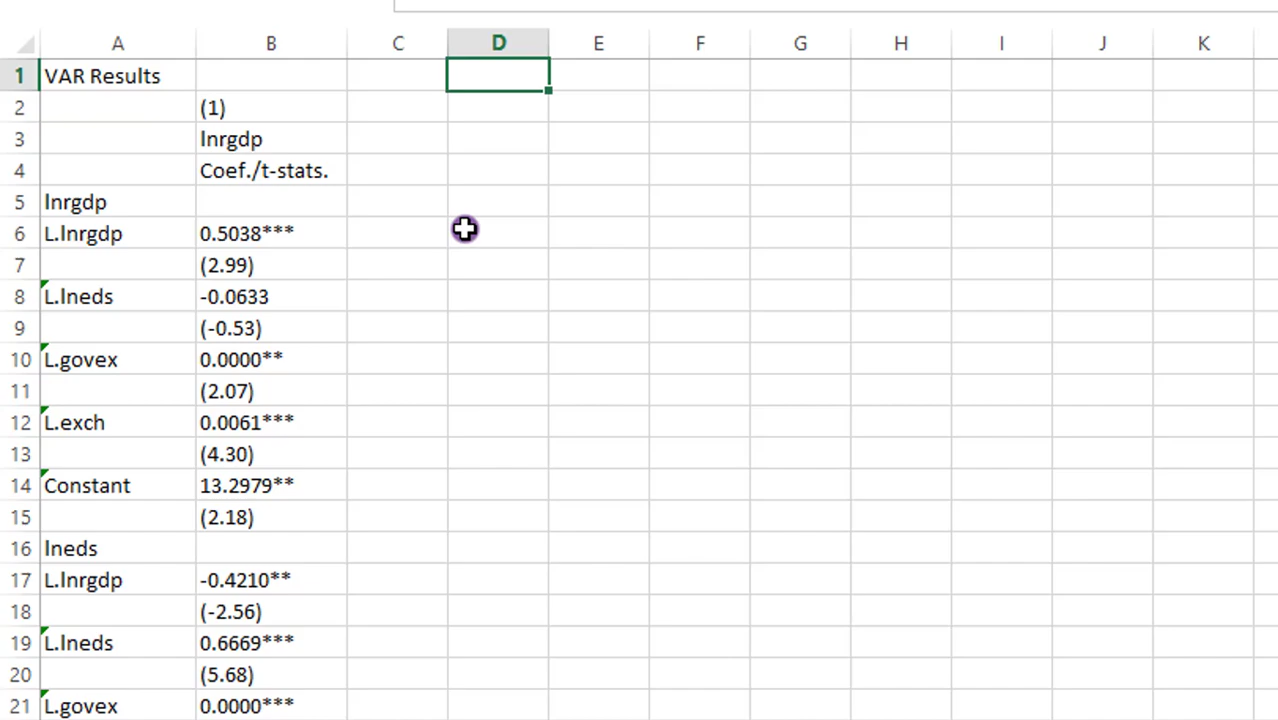 A B C D E F G H I J K
1 VAR Results
2 (1)
3 lnrgdp
4 Coef./t-stats.
5 lnrgdp
6 L.lnrgdp 0.5038***
7 (2.99)
8 L.lneds -0.0633
9 (-0.53)
10 L.govex 0.0000**
11 (2.07)
12 L.exch 0.0061***
13 (4.30)
14 Constant 13.2979**
15 (2.18)
16 lneds
17 L.lnrgdp -0.4210**
18 (-2.56)
19 L.lneds 0.6669***
20 (5.68)
21 L.govex 0.0000***